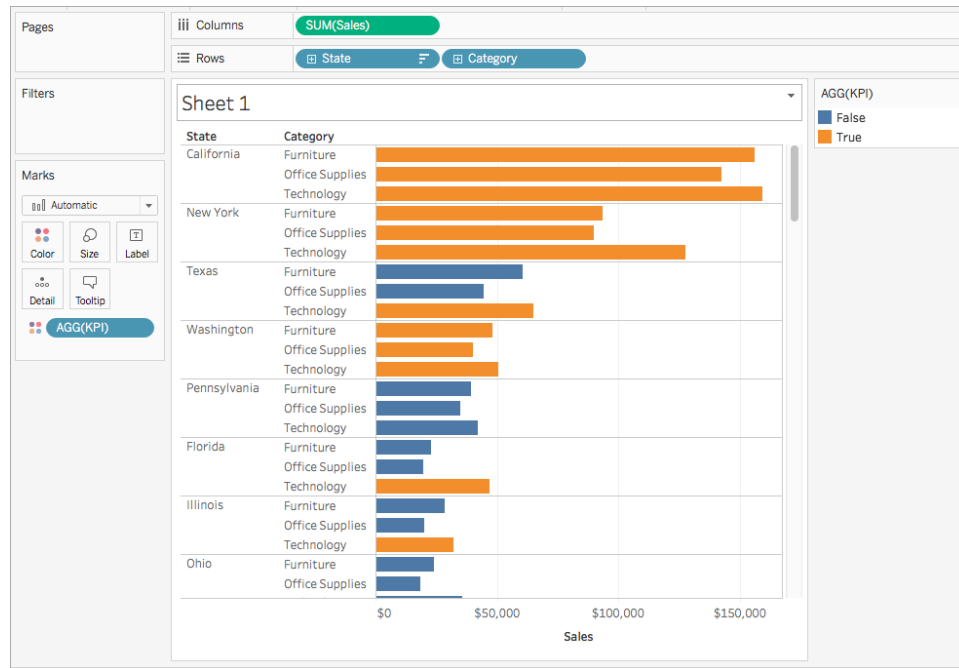 Pages
Columns
SUM(Sales)
Rows
State
Category
Filters
Marks
Automatic
Color
Size
Label
Detail
Tooltip
AGG(KPI)
Sheet 1
State Category
California Furniture
Office Supplies
Technology
New York Furniture
Office Supplies
Technology
Texas Furniture
Office Supplies
Technology
Washington Furniture
Office Supplies
Technology
Pennsylvania Furniture
Office Supplies
Technology
Florida Furniture
Office Supplies
Technology
Illinois Furniture
Office Supplies
Technology
Ohio Furniture
Office Supplies
$0 $50,000 $100,000 $150,000
Sales
AGG(KPI)
False
True